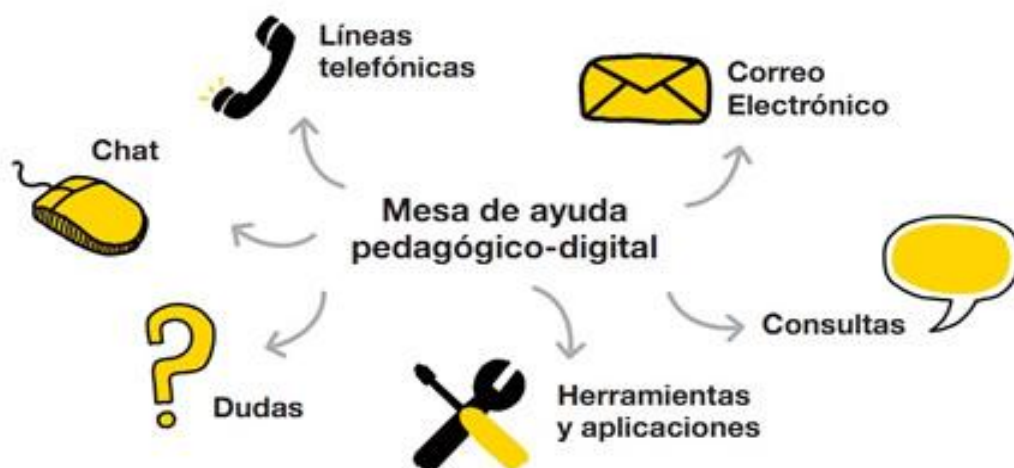 Líneas
telefónicas
Correo
Electrónico
Chat
Mesa de ayuda
pedagógico-digital
Consultas
Dudas
Herramientas
y aplicaciones